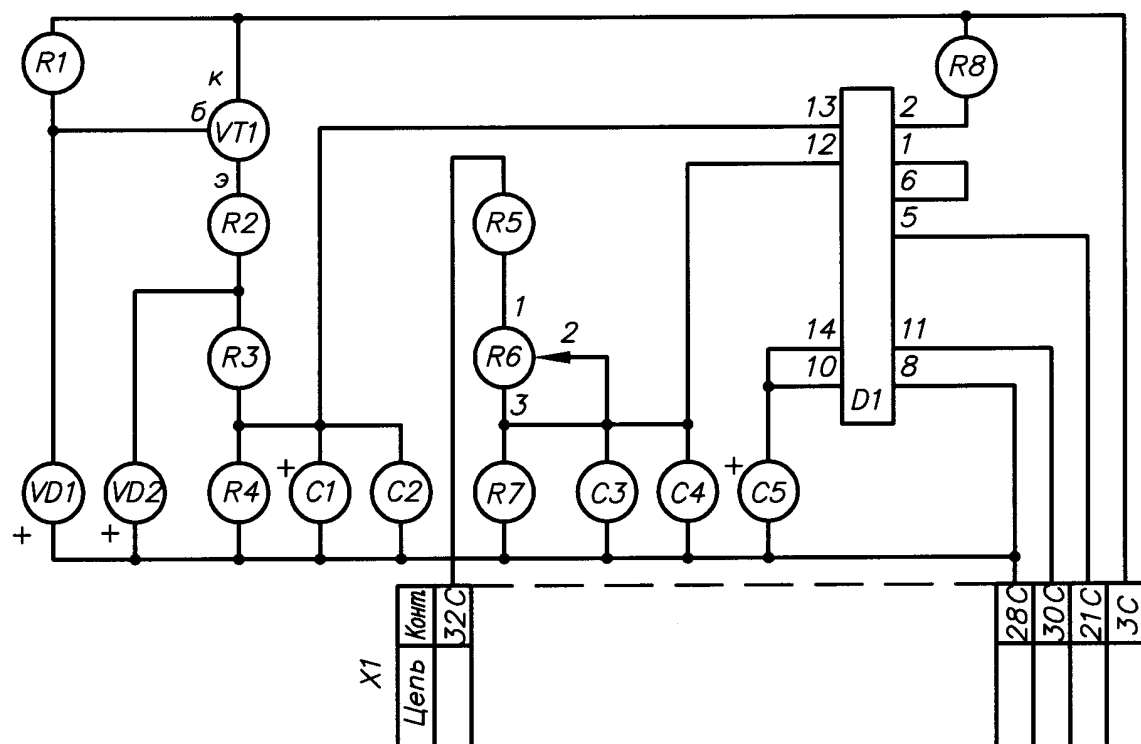 R1
R8
к
б
VT1
13
2
12
1
э
6
R2
R5
5
1
2
14
11
R3
R6
10
8
3
D1
+
+
VD1
VD2
R4
C1
C2
R7
C3
C4
C5
+
+
X1
Конт.
32С
28С
30С
21С
3С
Цепь